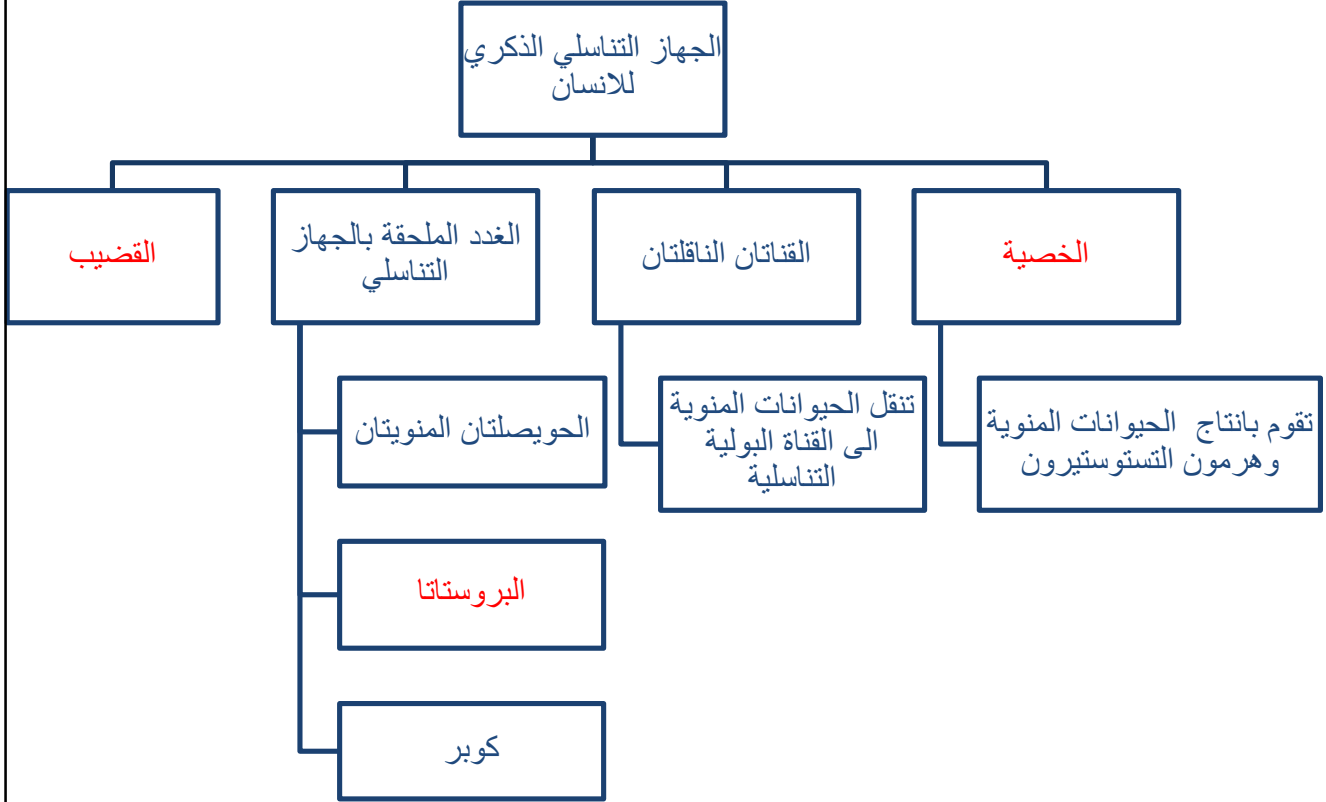 الجهاز التناسلي الذكري
للانسان
الخصية
القناتان الناقلتان
الغدد الملحقة بالجهاز
التناسلي
القضيب
تقوم بانتاج الحيوانات المنوية
وهرمون التستوستيرون
تنقل الحيوانات المنوية
الى القناة البولية
التناسلية
الحويصلتان المنويتان
البروستاتا
كوبر